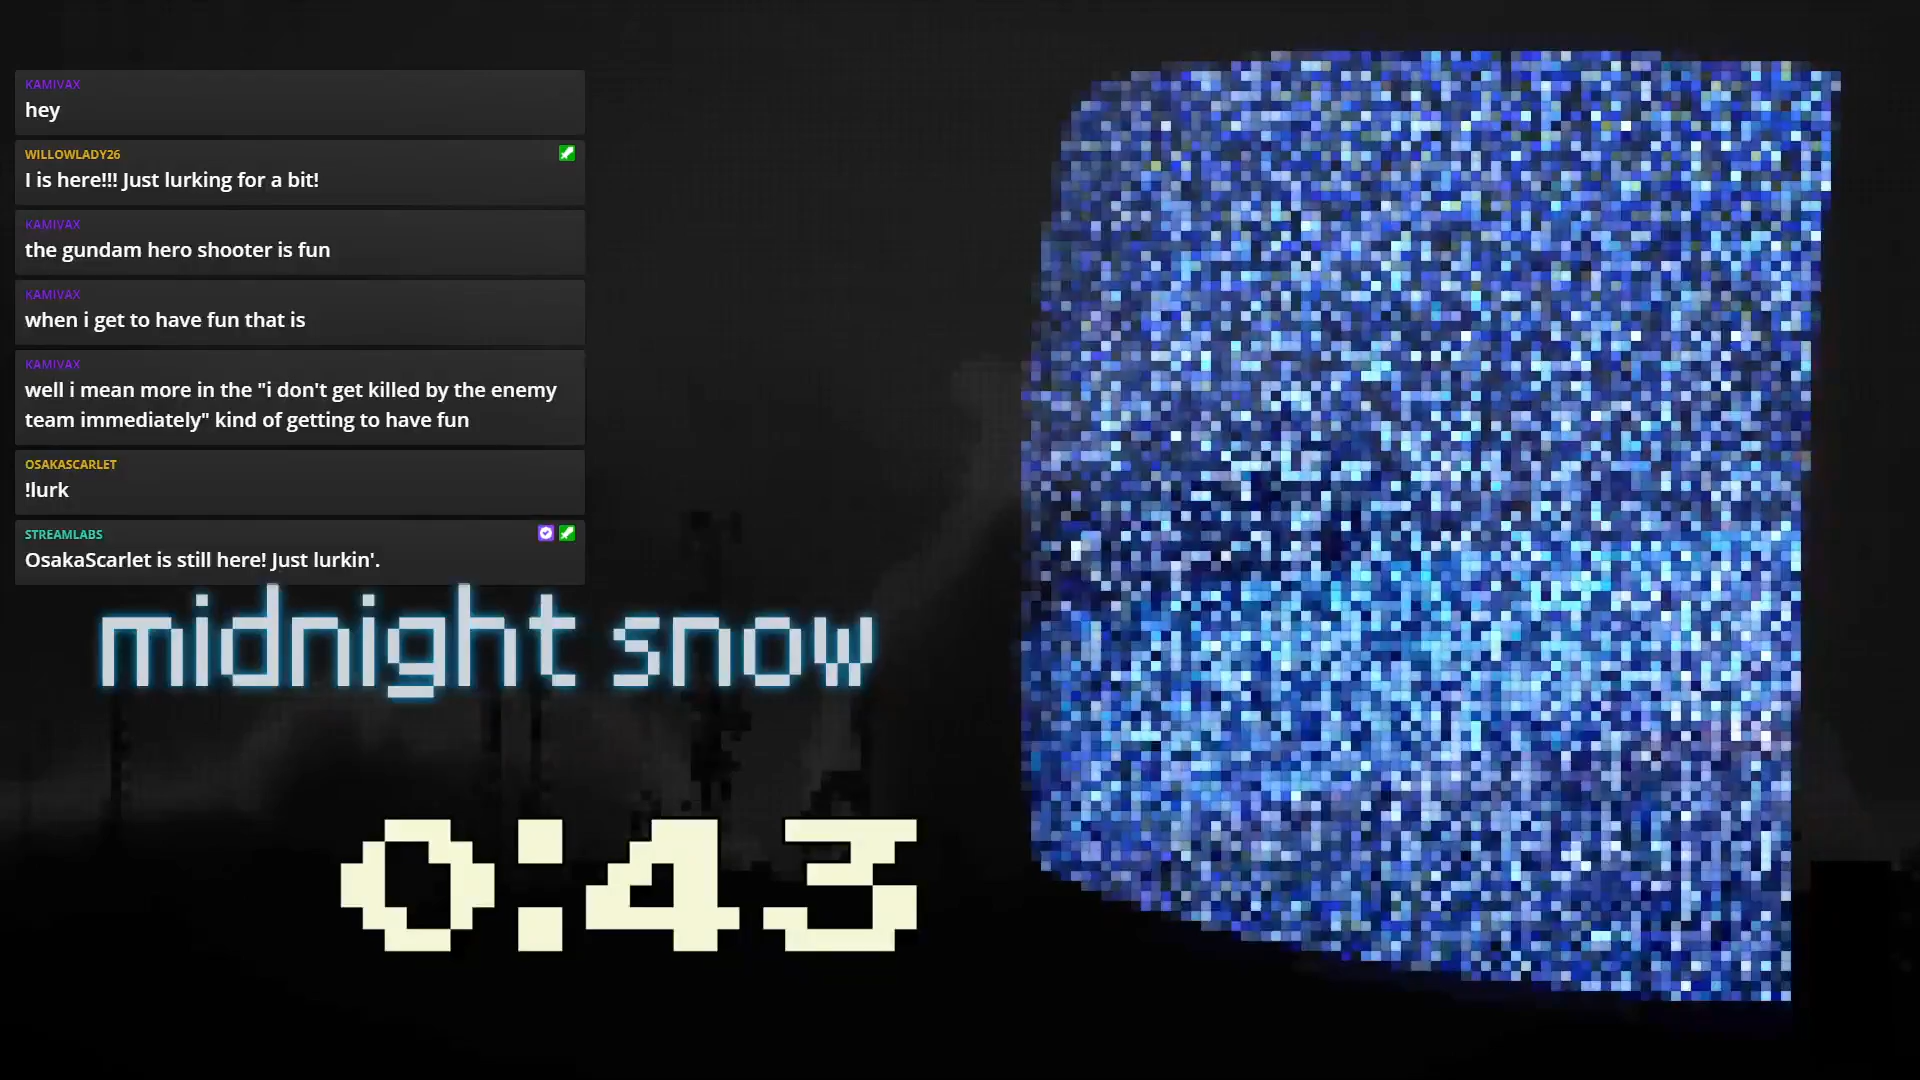 KAMIVAX
hey
WILLOWLADY26
I is here!!! Just lurking for a bit!
KAMIVAX
the gundam hero shooter is fun
KAMIVAX
when i get to have fun that is
KAMIVAX
well i mean more in the "i don't get killed by the enemy
team immediately" kind of getting to have fun
OSAKASCARLET
!lurk
STREAMLABS
OsakaScarlet is still here! Just lurkin'.
midnight snow
0:43